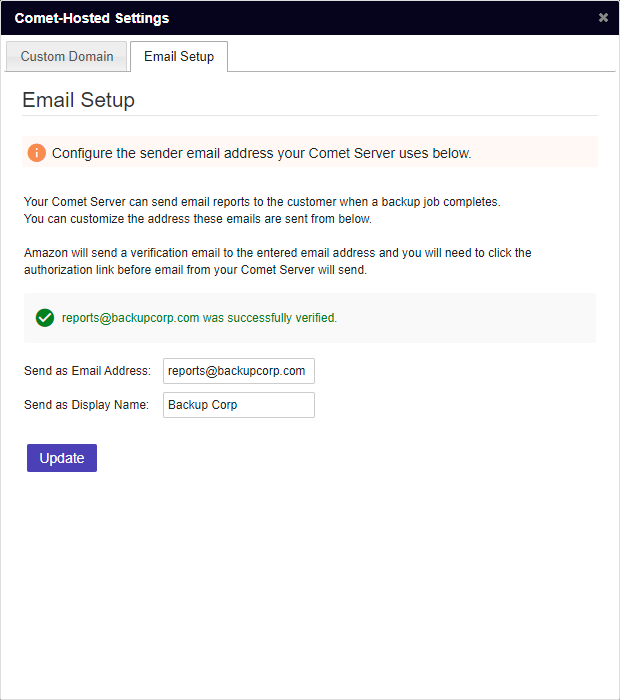 Comet-Hosted Settings
Custom Domain
Email Setup
Email Setup
Configure the sender email address your Comet Server uses below.
Your Comet Server can send email reports to the customer when a backup job completes.
You can customize the address these emails are sent from below.
Amazon will send a verification email to the entered email address and you will need to click the
authorization link before email from your Comet Server will send.
reports@backupcorp.com was successfully verified.
Send as Email Address: reports@backupcorp.com
Send as Display Name: Backup Corp
Update